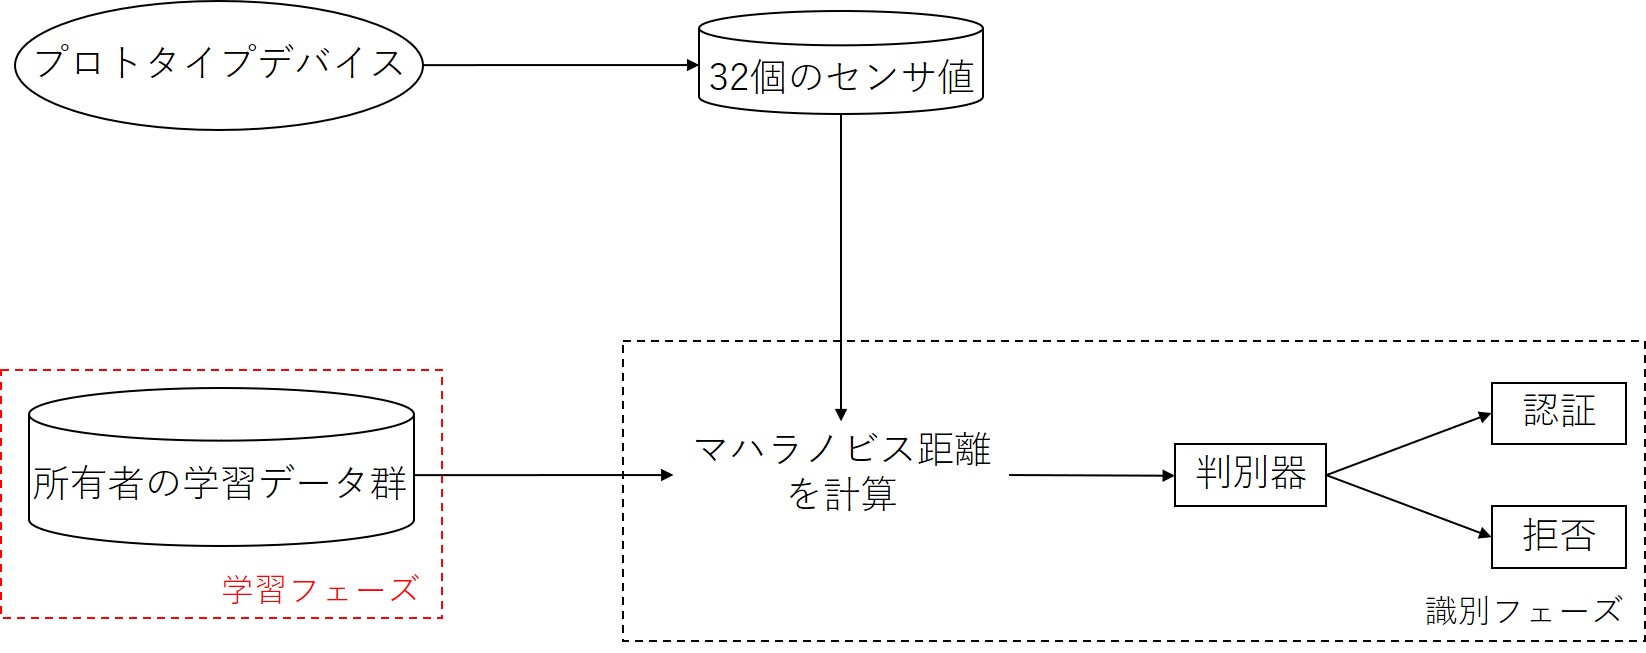 プロトタイプデバイス
32個のセンサ値
所有者の学習データ群
学習フェーズ
マハラノビス距離
を計算
判別器
認証
拒否
識別フェーズ